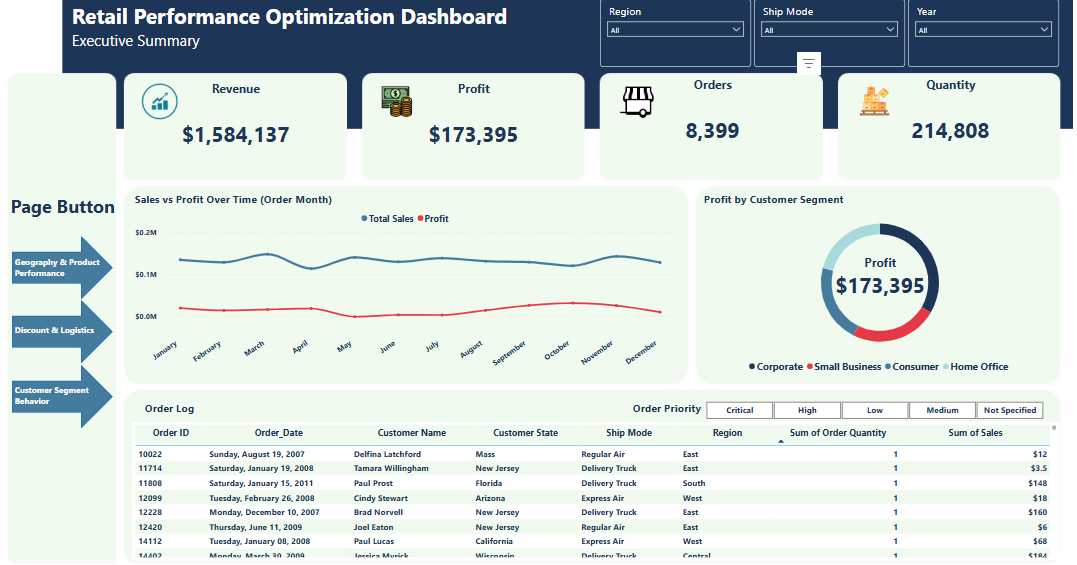 Retail Performance Optimization Dashboard
Executive Summary
Region
All
Ship Mode
All
Year
All
Revenue
$1,584,137
Profit
$173,395
Orders
8,399
Quantity
214,808
Page Button
Geography & Product
Performance
Discount & Logistics
Customer Segment
Behavior
Sales vs Profit Over Time (Order Month)
Total Sales Profit
$0.2M
$0.1M
$0.0M
January February March April May June July August September October November December
Profit by Customer Segment
Profit
$173,395
Corporate Small Business Consumer Home Office
Order Log
Order Priority Critical High Low Medium Not Specified
Order ID Order_Date Customer Name Customer State Ship Mode Region Sum of Order Quantity Sum of Sales
10022 Sunday, August 19, 2007 Delfina Latchford Mass Regular Air East 1 $12
11714 Saturday, January 19, 2008 Tamara Willingham New Jersey Delivery Truck East 1 $3.5
11808 Saturday, January 15, 2011 Paul Prost Florida Delivery Truck South 1 $148
12099 Tuesday, February 26, 2008 Cindy Stewart Arizona Express Air West 1 $18
12228 Monday, December 10, 2007 Brad Norvell New Jersey Delivery Truck East 1 $160
12420 Thursday, June 11, 2009 Joel Eaton New Jersey Regular Air East 1 $6
14112 Tuesday, January 08, 2008 Paul Lucas California Express Air West 1 $68
14402 Monday, March 30, 2009 Jessica Myrick Wisconsin Delivery Truck Central 1 $184